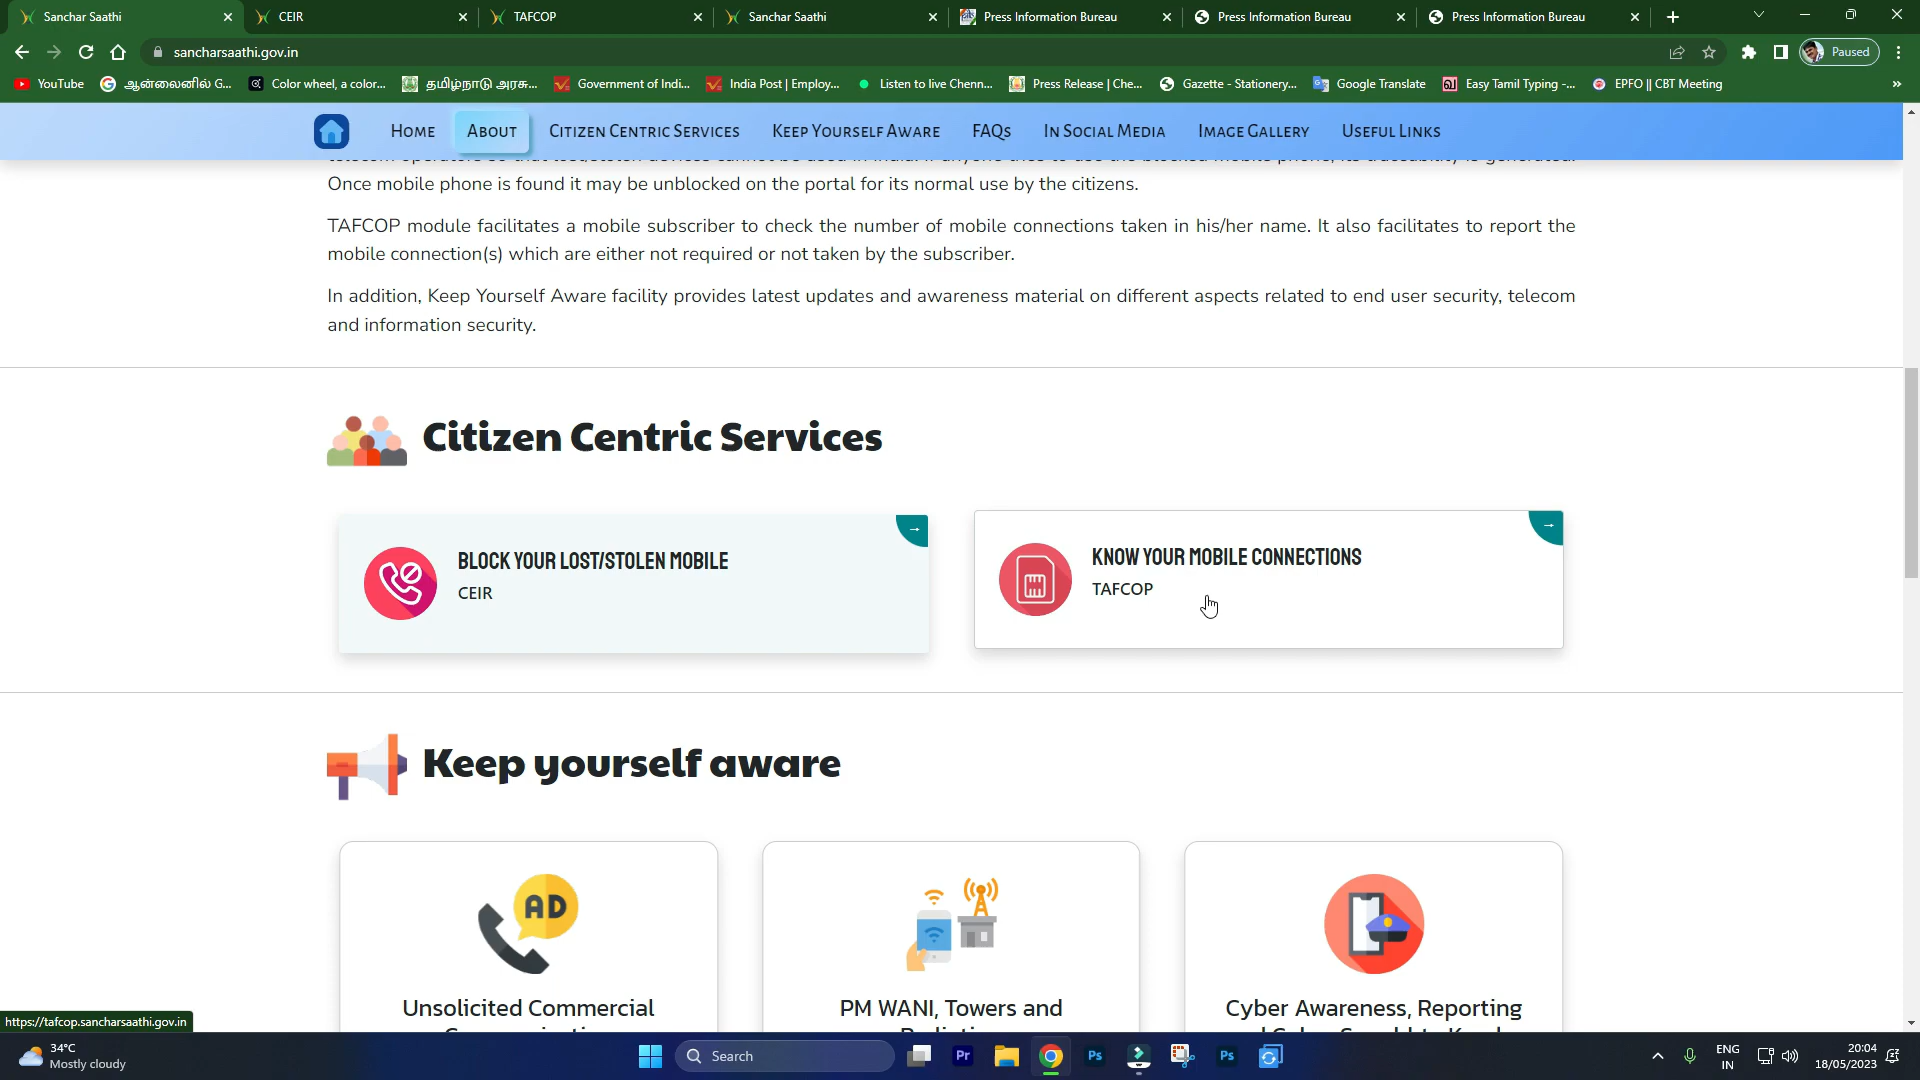 Sanchar Saathi
CEIR
TAFCOP
Sanchar Saathi
Press Information Bureau
Press Information Bureau
Press Information Bureau
sancharsaathi.gov.in
Paused
YouTube
ஆன்லைனில் G...
Color wheel, a color...
தமிழ்நாடு அரசு...
Government of Indi...
India Post | Employ...
Listen to live Chenn...
Press Release | Che...
Gazette - Stationery...
Google Translate
Easy Tamil Typing -...
EPFO || CBT Meeting
HOME
ABOUT
CITIZEN CENTRIC SERVICES
KEEP YOURSELF AWARE
FAQs
IN SOCIAL MEDIA
IMAGE GALLERY
USEFUL LINKS
Once mobile phone is found it may be unblocked on the portal for its normal use by the citizens.
TAFCOP module facilitates a mobile subscriber to check the number of mobile connections taken in his/her name. It also facilitates to report the
mobile connection(s) which are either not required or not taken by the subscriber.
In addition, Keep Yourself Aware facility provides latest updates and awareness material on different aspects related to end user security, telecom
and information security.
Citizen Centric Services
BLOCK YOUR LOST/STOLEN MOBILE
CEIR
KNOW YOUR MOBILE CONNECTIONS
TAFCOP
Keep yourself aware
AD
Unsolicited Commercial
PM WANI, Towers and
Cyber Awareness, Reporting
https://tafcop.sancharsaathi.gov.in
34°C
Mostly cloudy
Search
Pr
Ps
Ps
ENG
IN
20:04
18/05/2023